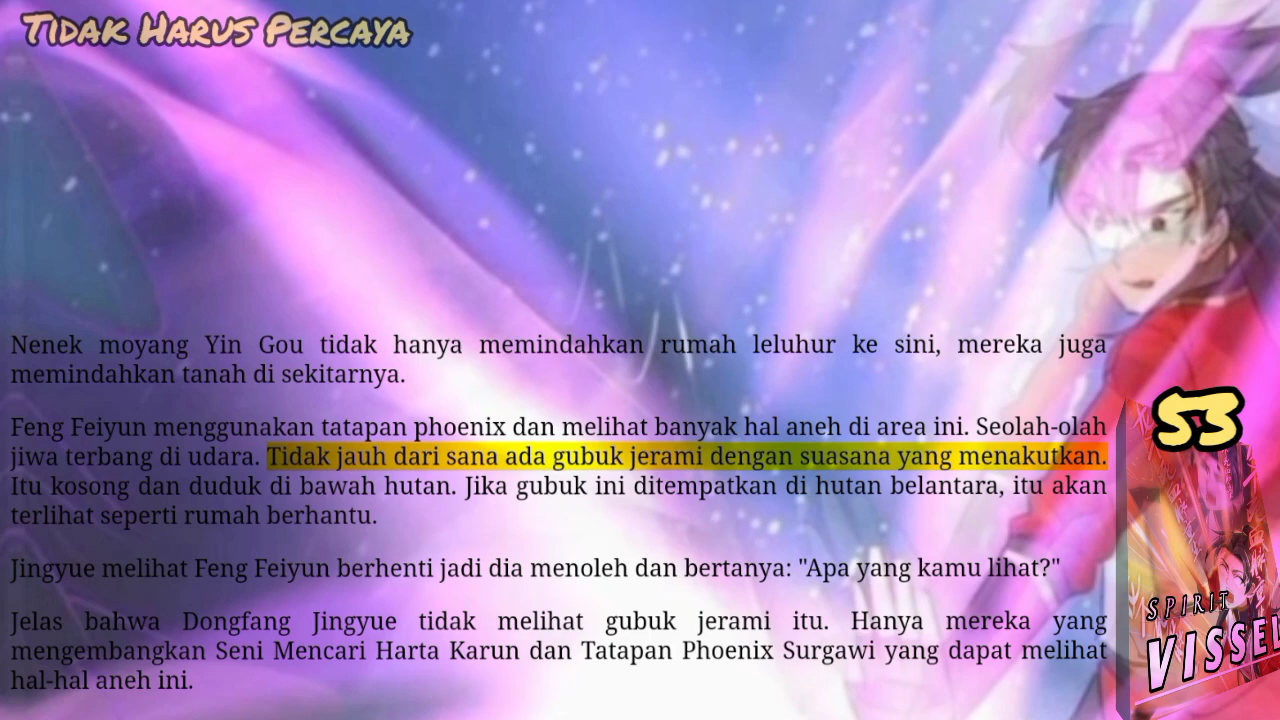 Tidak Harus Percaya
Nenek moyang Yin Gou tidak hanya memindahkan rumah leluhur ke sini, mereka juga
memindahkan tanah di sekitarnya.
Feng Feiyun menggunakan tatapan phoenix dan melihat banyak hal aneh di area ini. Seolah-olah
jiwa terbang di udara. Tidak jauh dari sana ada gubuk jerami dengan suasana yang menakutkan.
Itu kosong dan duduk di bawah hutan. Jika gubuk ini ditempatkan di hutan belantara, itu akan
terlihat seperti rumah berhantu.
Jingyue melihat Feng Feiyun berhenti jadi dia menoleh dan bertanya: "Apa yang kamu lihat?"
Jelas bahwa Dongfang Jingyue tidak melihat gubuk jerami itu. Hanya mereka yang
mengembangkan Seni Mencari Harta Karun dan Tatapan Phoenix Surgawi yang dapat melihat
hal-hal aneh ini.
53
SPIRIT
VISSEL